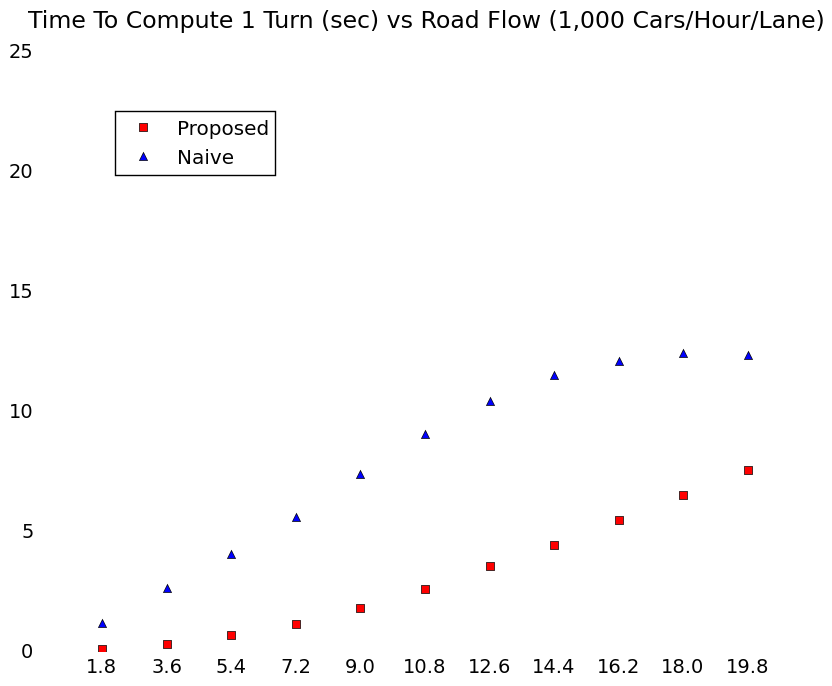 Time To Compute 1 Turn (sec) vs Road Flow (1,000 Cars/Hour/Lane)
25
Proposed
Naive
20
15
10
5
0
1.8 3.6 5.4 7.2 9.0 10.8 12.6 14.4 16.2 18.0 19.8